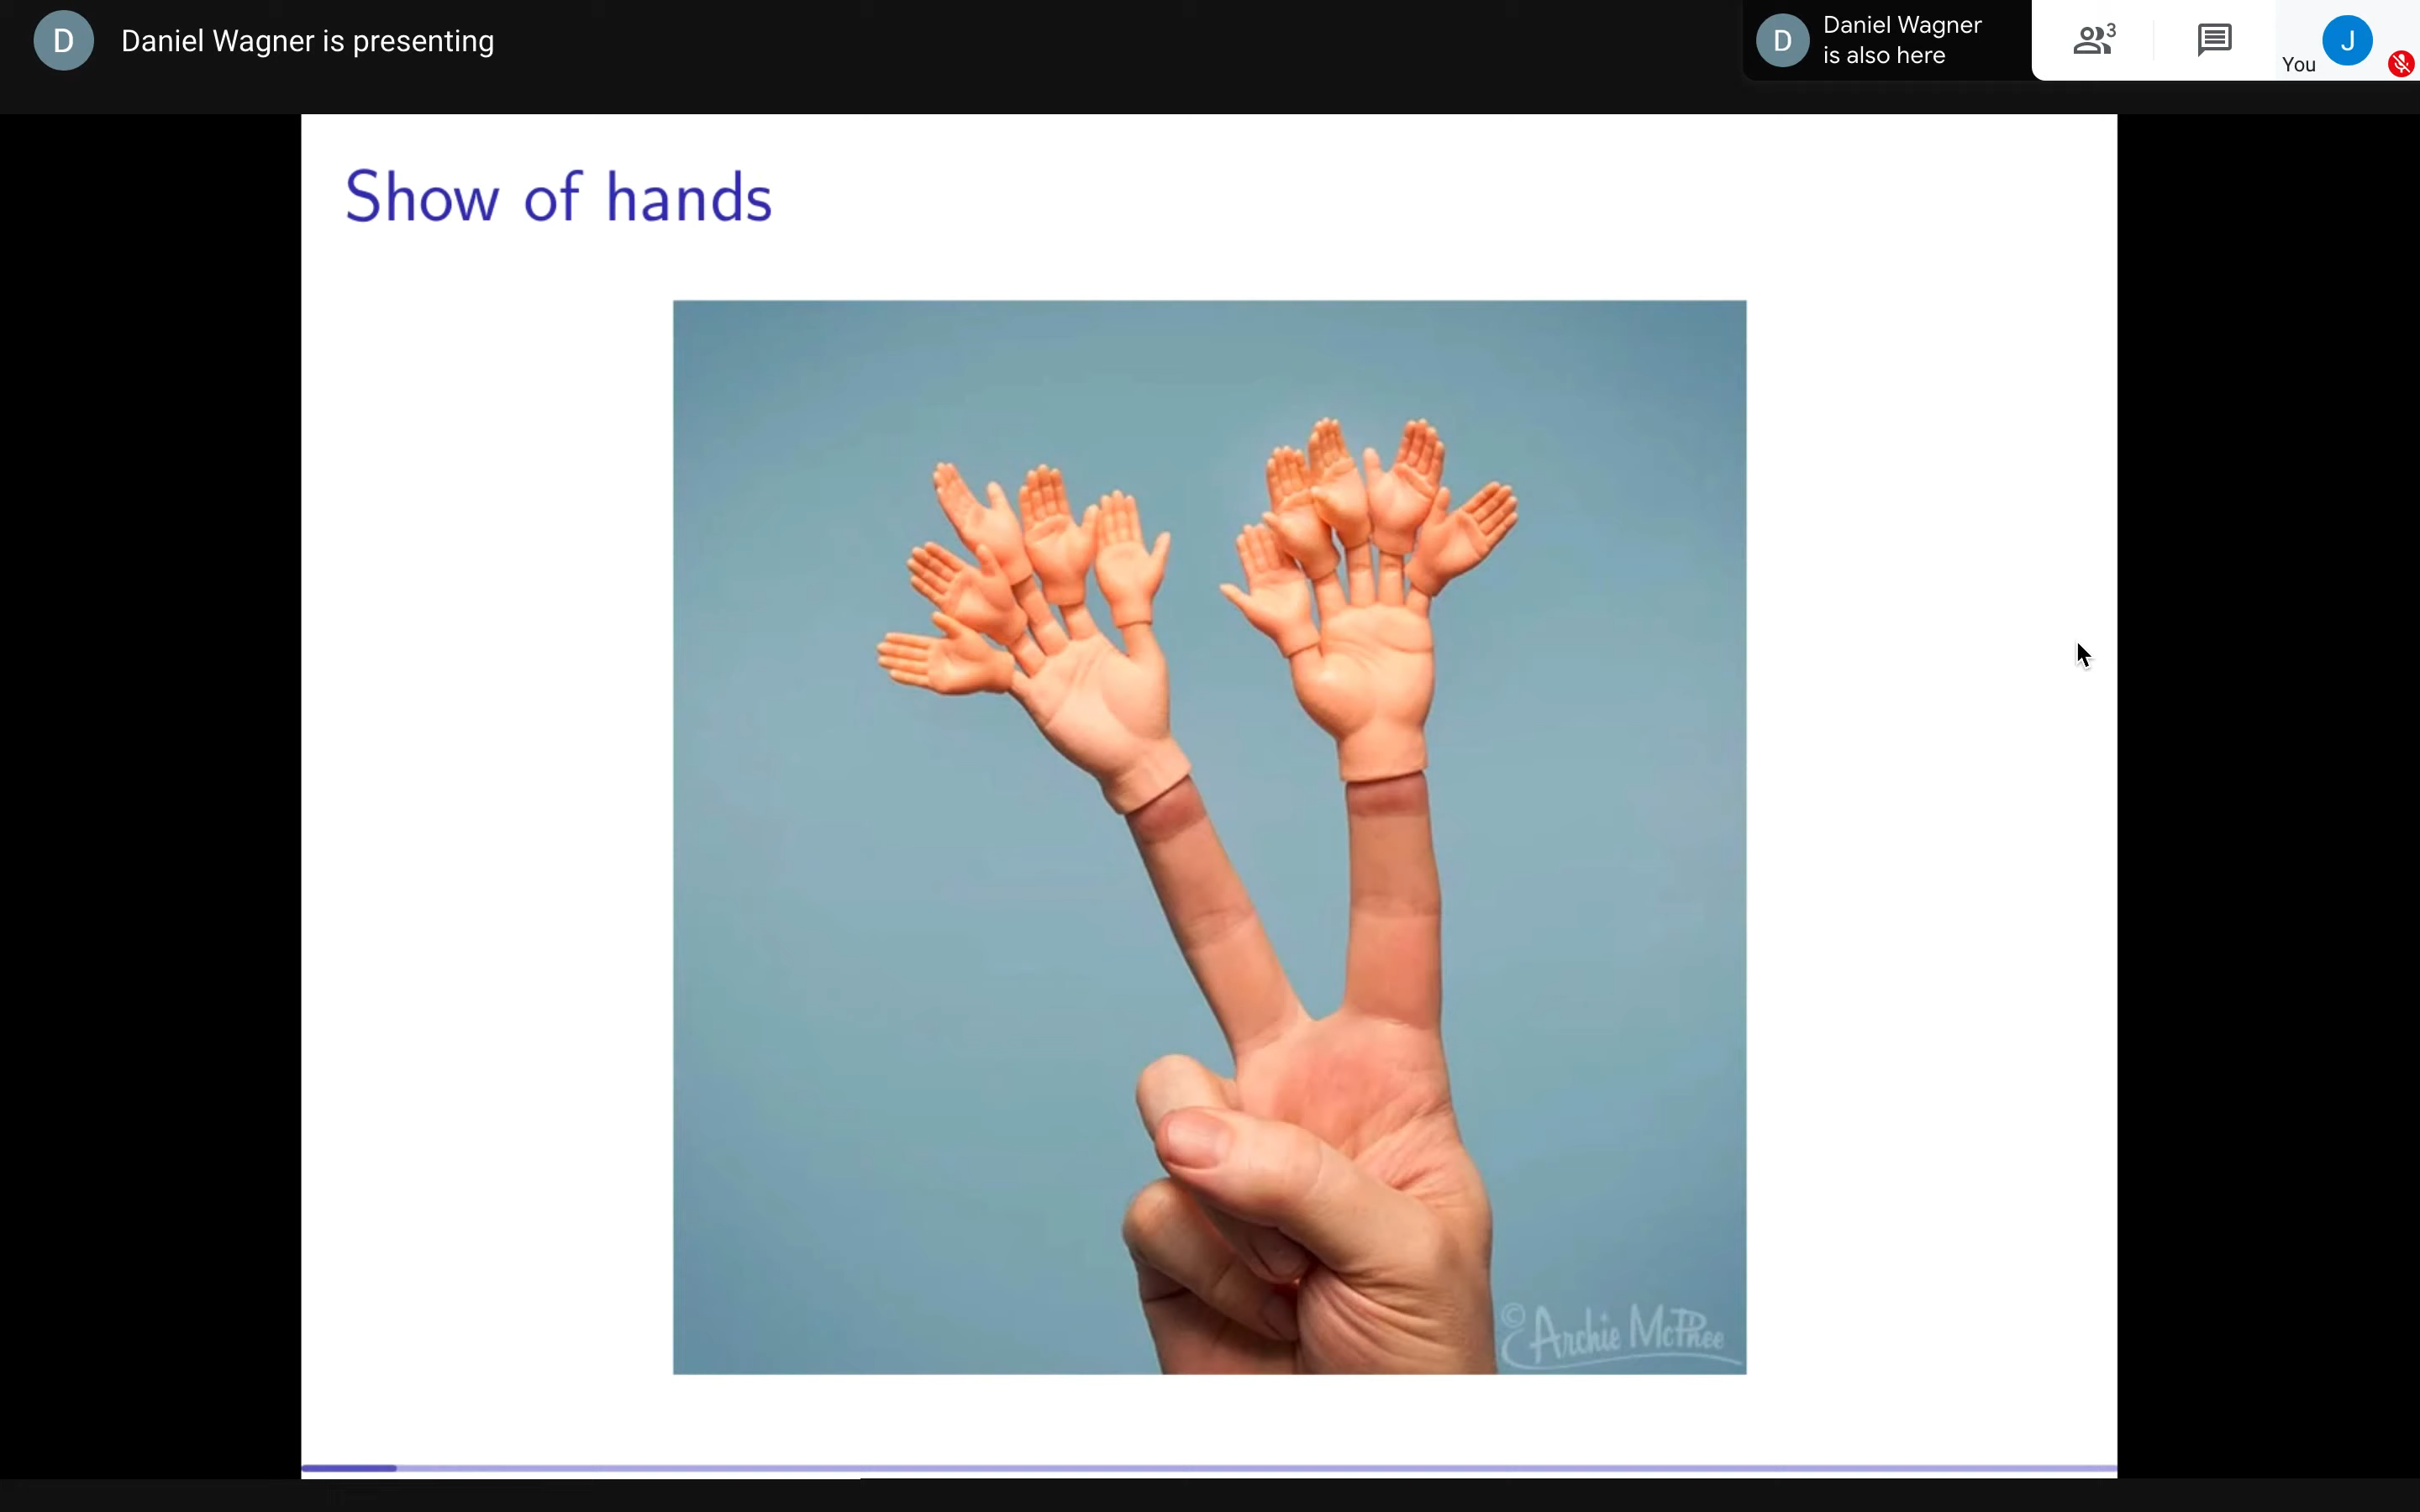 D
Daniel Wagner is presenting
D
Daniel Wagner
is also here
3
You
J
Show of hands
© Archie McPhee